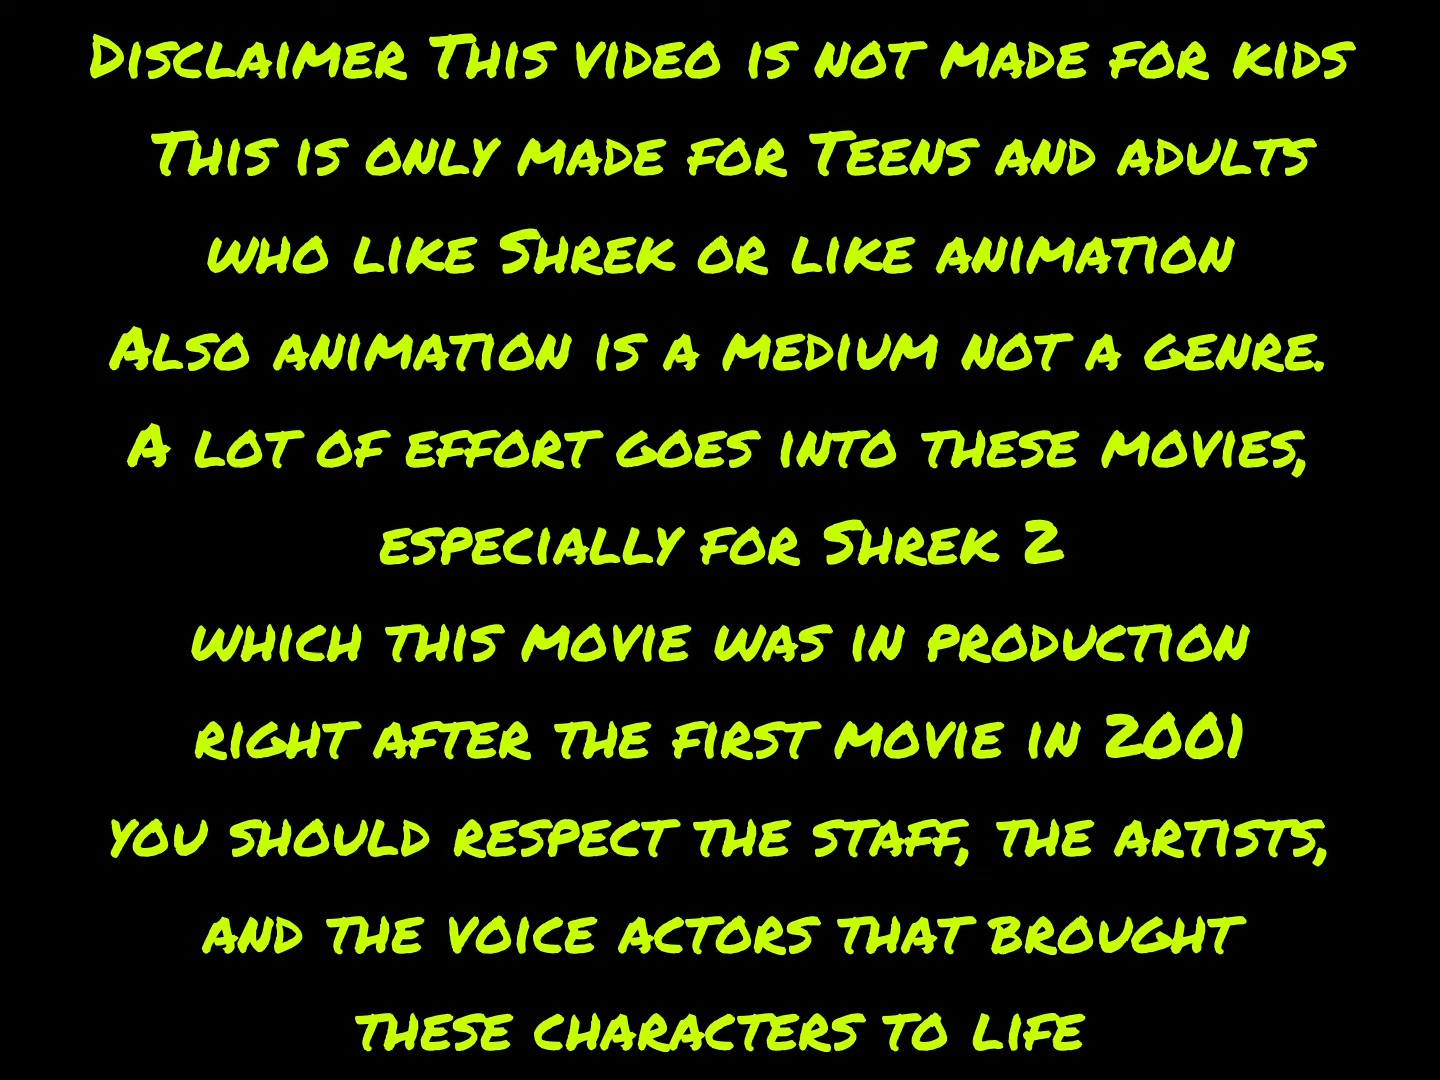 Disclaimer This video is not made for kids
This is only made for Teens and adults
who like Shrek or like animation
Also animation is a medium not a genre.
A lot of effort goes into these movies,
especially for Shrek 2
which this movie was in production
right after the first movie in 2001
you should respect the staff, the artists,
and the voice actors that brought
these characters to life